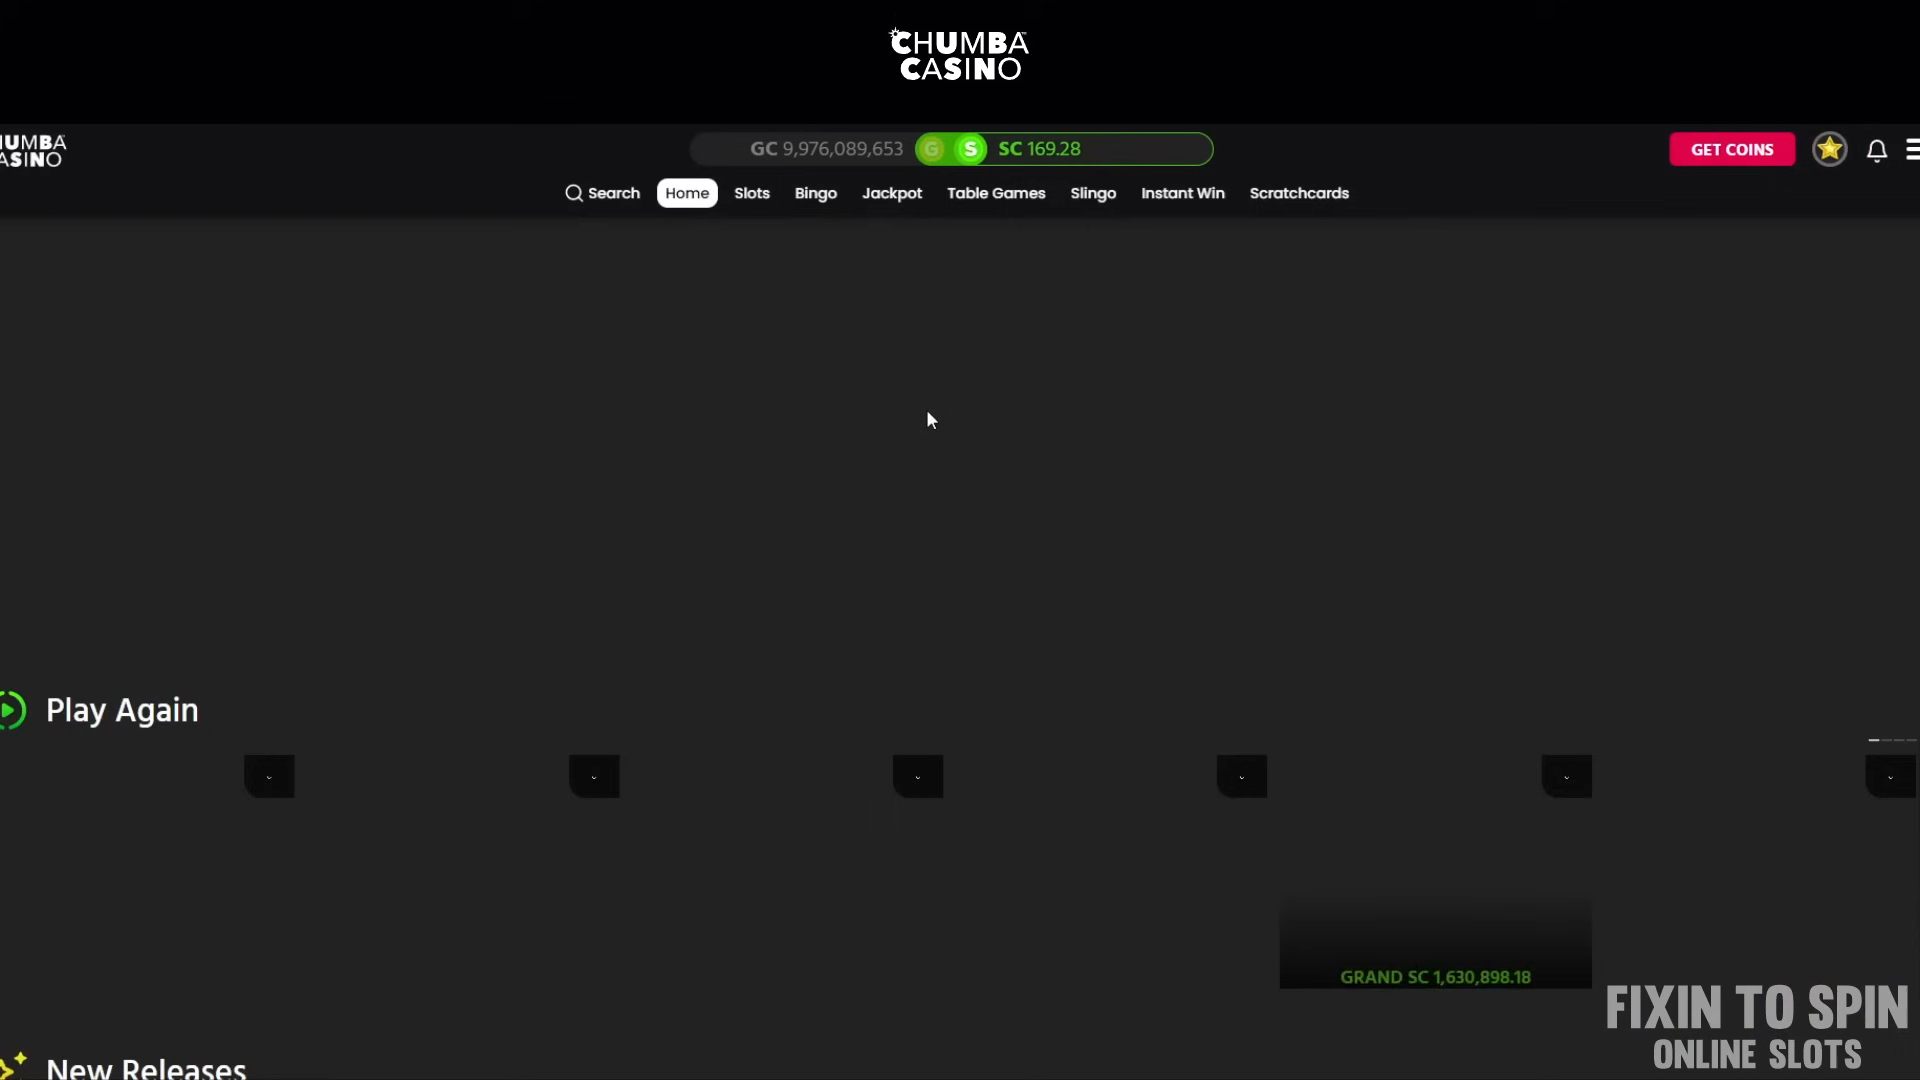 CHUMBA
CASINO
GC 9,976,089,653
G
S
SC 169.28
GET COINS
Search
Home
Slots
Bingo
Jackpot
Table Games
Slingo
Instant Win
Scratchcards
Play Again
GRAND SC 1,630,898.18
New Releases
FIXIN TO SPIN
ONLINE SLOTS